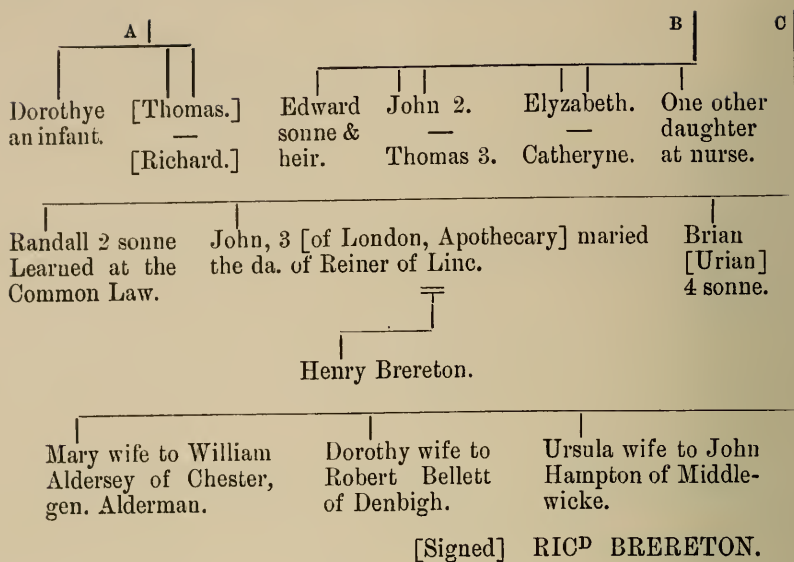 A B C
Dorothye [Thomas.] Edward John 2. Elyzabeth. One other
an infant. — sonne & — — daughter
[Richard.] heir. Thomas 3. Catheryne. at nurse.
Randall 2 sonne John, 3 [of London, Apothecary] maried Brian
Learned at the the da. of Reiner of Linc. [Urian]
Common Law. 4 sonne.
Henry Brereton.
Mary wife to William Dorothy wife to Ursula wife to John
Aldersey of Chester, Robert Bellett Hampton of Middle-
gen. Alderman. of Denbigh. wicke.
[Signed] RICD BRERETON.